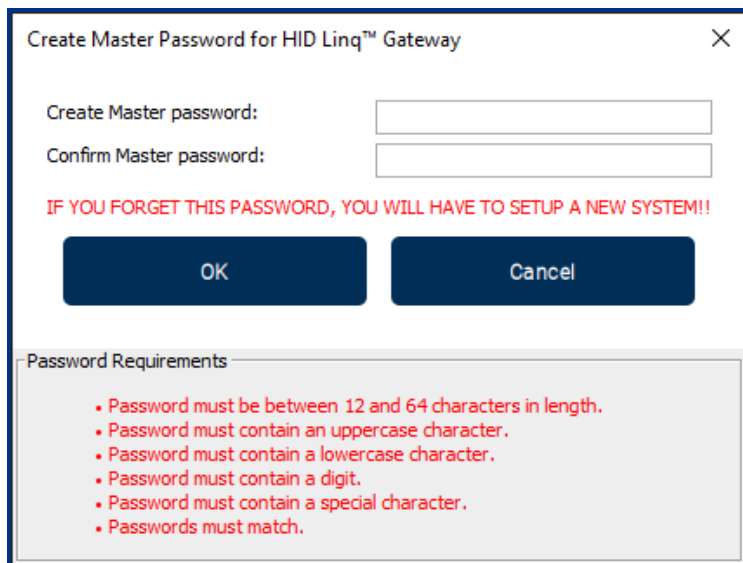 Create Master Password for HID Linq™ Gateway
Create Master password:
Confirm Master password:
IF YOU FORGET THIS PASSWORD, YOU WILL HAVE TO SETUP A NEW SYSTEM!!
OK
Cancel
Password Requirements
• Password must be between 12 and 64 characters in length.
• Password must contain an uppercase character.
• Password must contain a lowercase character.
• Password must contain a digit.
• Password must contain a special character.
• Passwords must match.